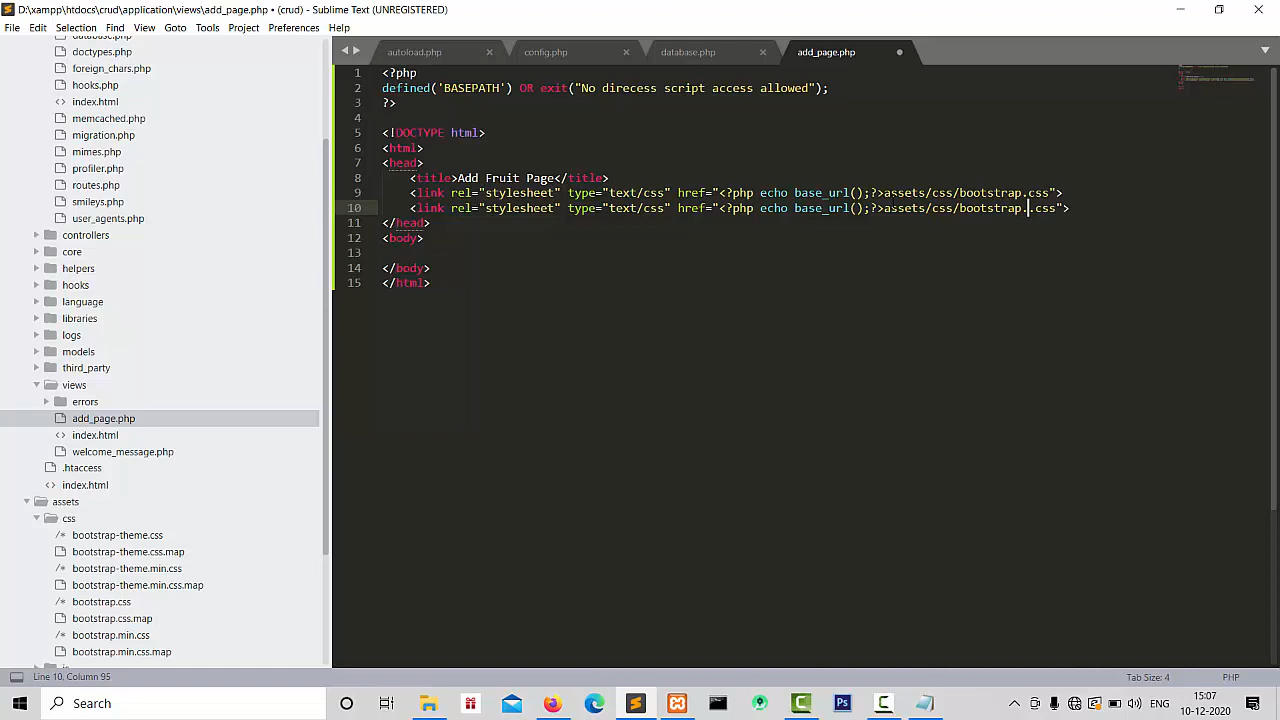 D:\xampp\htdocs\crud\application\views\add_page.php • (crud) - Sublime Text (UNREGISTERED)
File Edit Selection Find View Goto Tools Project Preferences Help
autoload.php
config.php
database.php
add_page.php
doctypes.php
foreign_chars.php
hooks.php
index.html
memcached.php
migration.php
mimes.php
profiler.php
routes.php
smileys.php
user_agents.php
controllers
core
helpers
hooks
language
libraries
logs
models
third_party
views
errors
add_page.php
index.html
welcome_message.php
.htaccess
index.html
assets
css
bootstrap-theme.css
bootstrap-theme.css.map
bootstrap-theme.min.css
bootstrap-theme.min.css.map
bootstrap.css
bootstrap.css.map
bootstrap.min.css
bootstrap.min.css.map
1 <?php
2 defined('BASEPATH') OR exit("No direcess script access allowed");
3 ?>
4
5 <!DOCTYPE html>
6 <html>
7 <head>
8 <title>Add Fruit Page</title>
9 <link rel="stylesheet" type="text/css" href="<?php echo base_url();?>assets/css/bootstrap.css">
10 <link rel="stylesheet" type="text/css" href="<?php echo base_url();?>assets/css/bootstrap..css">
11 </head>
12 <body>
13
14 </body>
15 </html>
Line 10, Column 95
Tab Size: 4 PHP
Search
ENG
15:07
10-12-2020